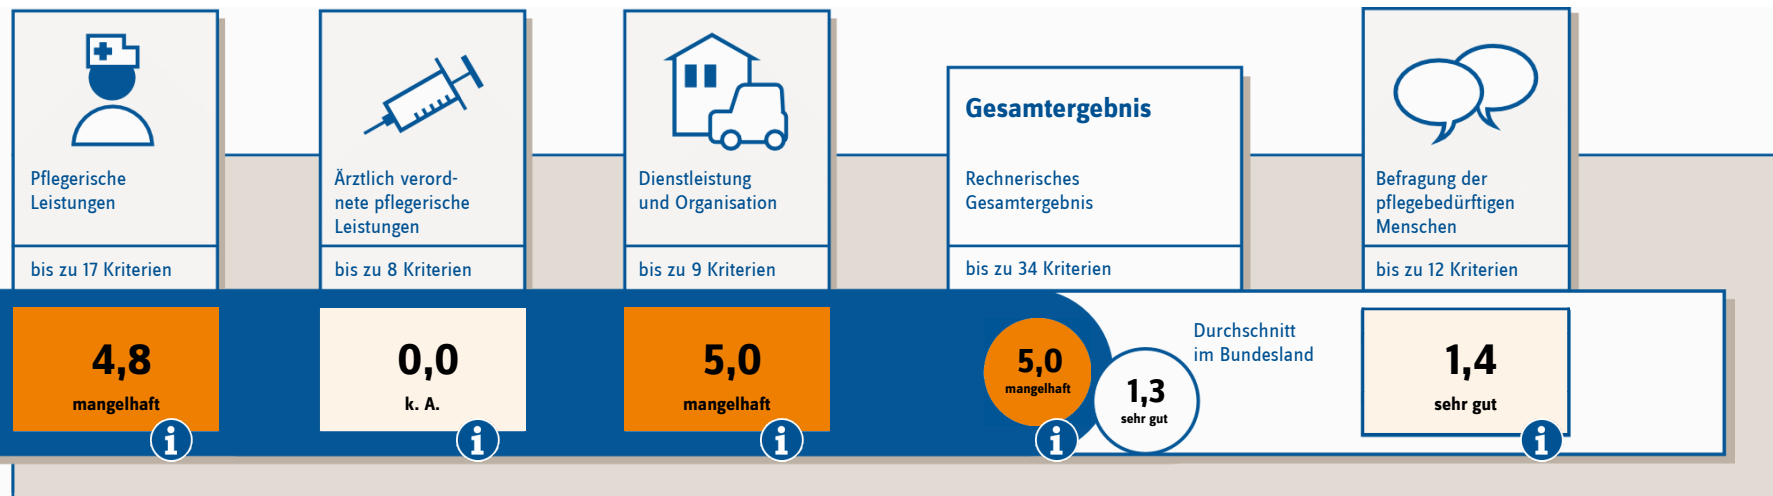 Pflegerische
Leistungen
bis zu 17 Kriterien
4,8
mangelhaft
i
Ärztlich verord-
nete pflegerische
Leistungen
bis zu 8 Kriterien
0,0
k. A.
i
Dienstleistung
und Organisation
bis zu 9 Kriterien
5,0
mangelhaft
i
Gesamtergebnis
Rechnerisches
Gesamtergebnis
bis zu 34 Kriterien
5,0
mangelhaft
i
1,3
sehr gut
Durchschnitt
im Bundesland
Befragung der
pflegebedürftigen
Menschen
bis zu 12 Kriterien
1,4
sehr gut
i